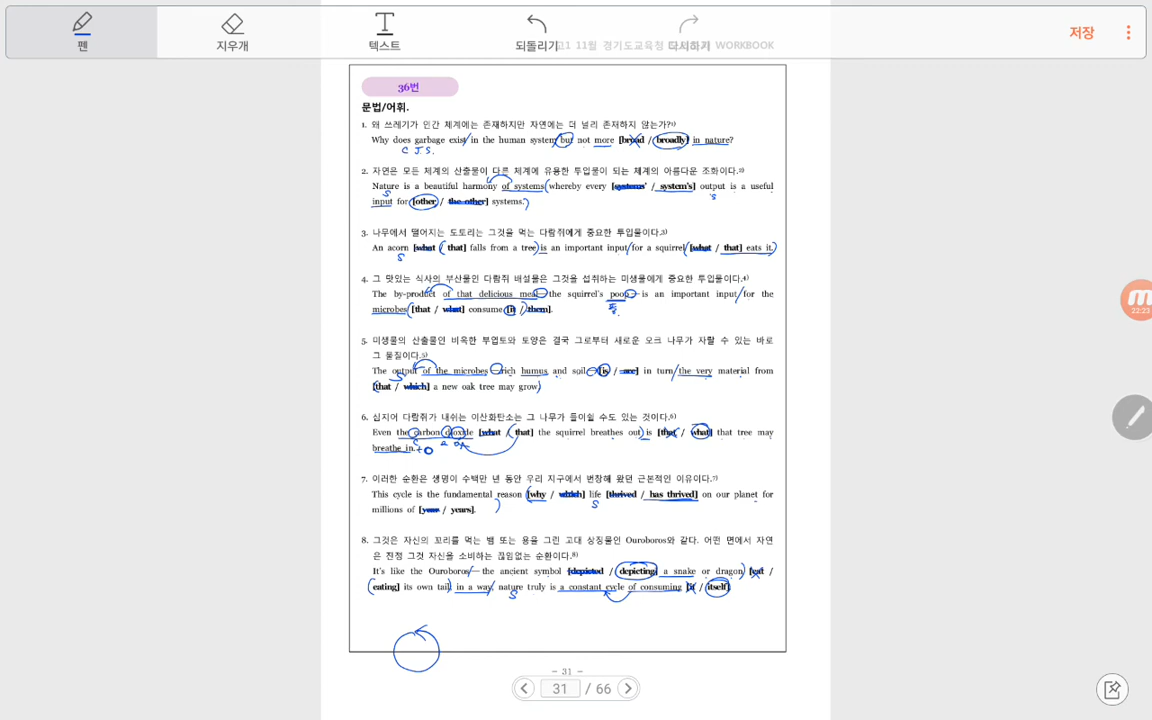 펜
지우개
텍스트
되돌리기
다시하기
고1 11월 경기도교육청 WORKBOOK
저장
36번
문법/어휘.
1. 왜 쓰레기가 인간 체계에는 존재하지만 자연에는 더 널리 존재하지 않는가?1)
Why does garbage exist in the human system but not more [broad / broadly] in nature?
2. 자연은 모든 체계의 산출물이 다른 체계에 유용한 투입물이 되는 체계의 아름다운 조화이다.2)
Nature is a beautiful harmony of systems whereby every [systems' / system's] output is a useful
input for [other / the other] systems.
3. 나무에서 떨어지는 도토리는 그것을 먹는 다람쥐에게 중요한 투입물이다.3)
An acorn [what / that] falls from a tree is an important input for a squirrel [what / that] eats it.
4. 그 맛있는 식사의 부산물인 다람쥐 배설물은 그것을 섭취하는 미생물에게 중요한 투입물이다.4)
The by-product of that delicious meal the squirrel's poop is an important input for the
microbes [that / what] consume [it / them].
5. 미생물의 산출물인 비옥한 부엽토와 토양은 결국 그로부터 새로운 오크 나무가 자랄 수 있는 바로
그 물질이다.5)
The output of the microbes rich humus and soil [is / are] in turn the very material from
[that / which] a new oak tree may grow.
6. 심지어 다람쥐가 내쉬는 이산화탄소는 그 나무가 들이쉴 수도 있는 것이다.6)
Even the carbon dioxide [what / that] the squirrel breathes out is [that / what] that tree may
breathe in.
7. 이러한 순환은 생명이 수백만 년 동안 우리 지구에서 번창해 왔던 근본적인 이유이다.7)
This cycle is the fundamental reason [why / which] life [thrived / has thrived] on our planet for
millions of [year / years].
8. 그것은 자신의 꼬리를 먹는 뱀 또는 용을 그린 고대 상징물인 Ouroboros와 같다. 어떤 면에서 자연
은 진정 그것 자신을 소비하는 끊임없는 순환이다.8)
It's like the Ouroboros the ancient symbol [depicted / depicting] a snake or dragon [eat /
eating] its own tail in a way, nature truly is a constant cycle of consuming [it / itself]
- 31 -
31 / 66
22:23